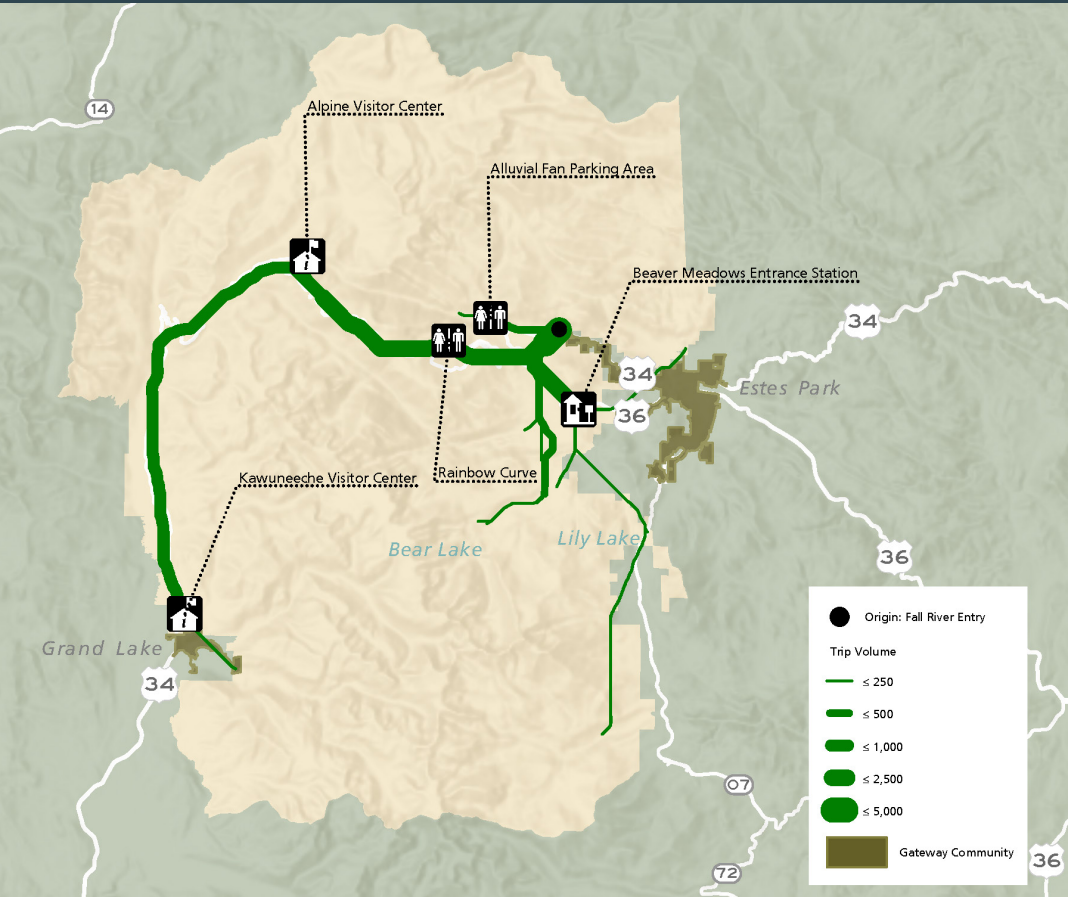 14
Alpine Visitor Center
Alluvial Fan Parking Area
Beaver Meadows Entrance Station
34
34
Estes Park
36
Kawuneeche Visitor Center
Rainbow Curve
Bear Lake
Lily Lake
36
Grand Lake
34
Origin: Fall River Entry
Trip Volume
≤ 250
≤ 500
≤ 1,000
≤ 2,500
≤ 5,000
Gateway Community
07
72
36